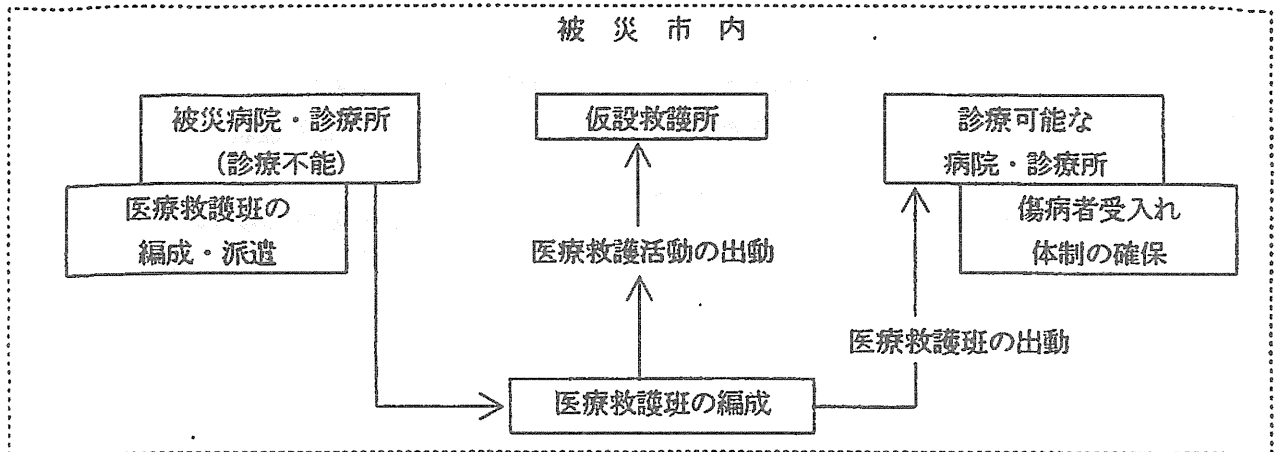 被災市内
被災病院・診療所
(診療不能)
医療救護班の
編成・派遣
仮設救護所
診療可能な
病院・診療所
傷病者受入れ
体制の確保
医療救護活動の出動
医療救護班の出動
医療救護班の編成